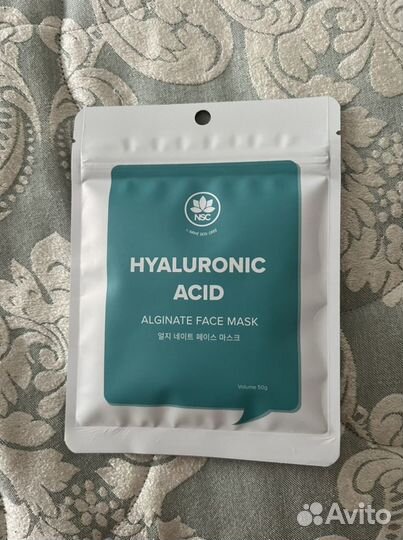 NSC
HYALURONIC
ACID
ALGINATE FACE MASK
얼지 네이트 페이스 마스크
Volume 50g
Avito